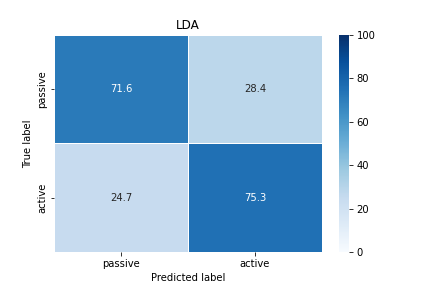 LDA
100
80
60
40
20
0
True label
passive
active
71.6 28.4
24.7 75.3
passive active
Predicted label